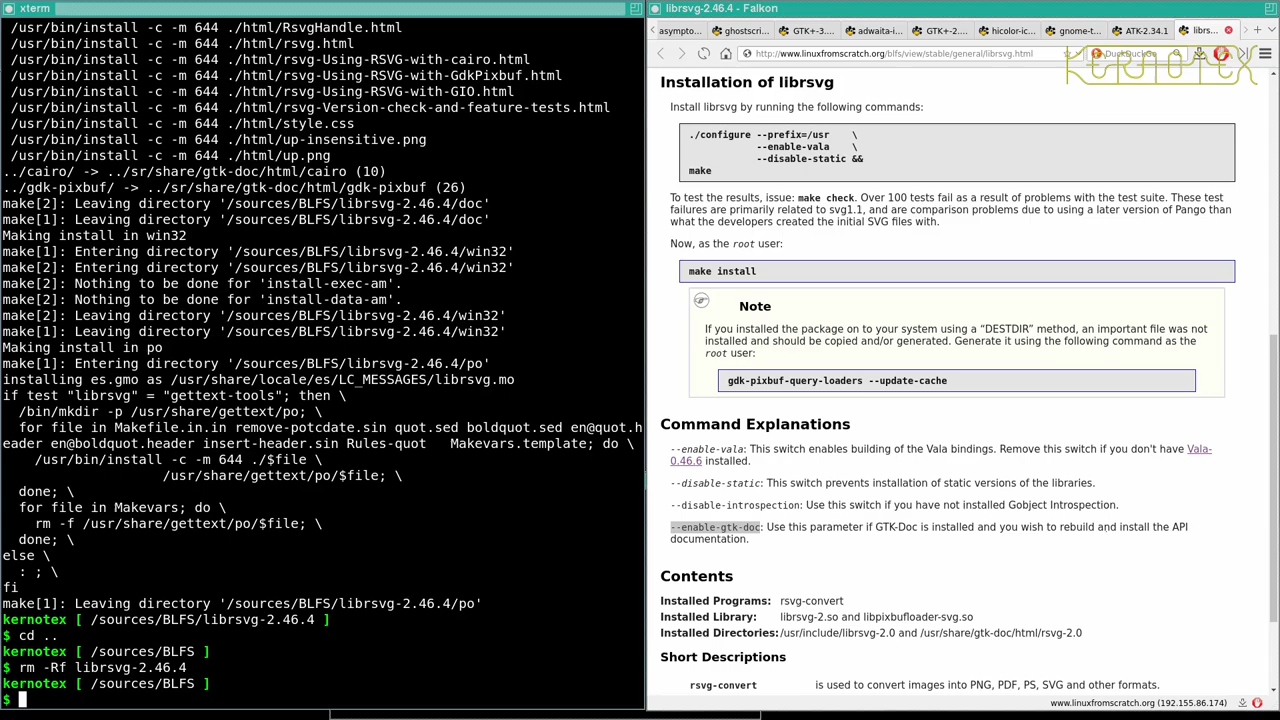 xterm
/usr/bin/install -c -m 644 ./html/RsvgHandle.html
/usr/bin/install -c -m 644 ./html/rsvg.html
/usr/bin/install -c -m 644 ./html/rsvg-Using-RSVG-with-cairo.html
/usr/bin/install -c -m 644 ./html/rsvg-Using-RSVG-with-GdkPixbuf.html
/usr/bin/install -c -m 644 ./html/rsvg-Using-RSVG-with-GIO.html
/usr/bin/install -c -m 644 ./html/rsvg-Version-check-and-feature-tests.html
/usr/bin/install -c -m 644 ./html/style.css
/usr/bin/install -c -m 644 ./html/up-insensitive.png
/usr/bin/install -c -m 644 ./html/up.png
../cairo/ -> ../sr/share/gtk-doc/html/cairo (10)
../gdk-pixbuf/ -> ../sr/share/gtk-doc/html/gdk-pixbuf (26)
make[2]: Leaving directory '/sources/BLFS/librsvg-2.46.4/doc'
make[1]: Leaving directory '/sources/BLFS/librsvg-2.46.4/doc'
Making install in win32
make[1]: Entering directory '/sources/BLFS/librsvg-2.46.4/win32'
make[2]: Entering directory '/sources/BLFS/librsvg-2.46.4/win32'
make[2]: Nothing to be done for 'install-exec-am'.
make[2]: Nothing to be done for 'install-data-am'.
make[2]: Leaving directory '/sources/BLFS/librsvg-2.46.4/win32'
make[1]: Leaving directory '/sources/BLFS/librsvg-2.46.4/win32'
Making install in po
make[1]: Entering directory '/sources/BLFS/librsvg-2.46.4/po'
installing es.gmo as /usr/share/locale/es/LC_MESSAGES/librsvg.mo
if test "librsvg" = "gettext-tools"; then \
/bin/mkdir -p /usr/share/gettext/po; \
for file in Makefile.in.in remove-potcdate.sin quot.sed boldquot.sed en@quot.h
eader en@boldquot.header insert-header.sin Rules-quot   Makevars.template; do \
/usr/bin/install -c -m 644 ./$file \
/usr/share/gettext/po/$file; \
done; \
for file in Makevars; do \
rm -f /usr/share/gettext/po/$file; \
done; \
else \
: ; \
fi
make[1]: Leaving directory '/sources/BLFS/librsvg-2.46.4/po'
kernotex [ /sources/BLFS/librsvg-2.46.4 ]
$ cd ..
kernotex [ /sources/BLFS ]
$ rm -Rf librsvg-2.46.4
kernotex [ /sources/BLFS ]
$
librsvg-2.46.4 - Falkon
asympto ghostscri GTK+-3. adwaita-i GTK+-2. hicolor-ic gnome-t ATK-2.34.1 librs
http://www.linuxfromscratch.org/blfs/view/stable/general/librsvg.html DuckDuckGo
KERNOTEX
Installation of librsvg
Install librsvg by running the following commands:
./configure --prefix=/usr    \
--enable-vala    \
--disable-static &&
make
To test the results, issue: make check. Over 100 tests fail as a result of problems with the test suite. These test
failures are primarily related to svg1.1, and are comparison problems due to using a later version of Pango than
what the developers created the initial SVG files with.
Now, as the root user:
make install
Note
If you installed the package on to your system using a “DESTDIR” method, an important file was not
installed and should be copied and/or generated. Generate it using the following command as the
root user:
gdk-pixbuf-query-loaders --update-cache
Command Explanations
--enable-vala: This switch enables building of the Vala bindings. Remove this switch if you don't have Vala-
0.46.6 installed.
--disable-static: This switch prevents installation of static versions of the libraries.
--disable-introspection: Use this switch if you have not installed Gobject Introspection.
--enable-gtk-doc: Use this parameter if GTK-Doc is installed and you wish to rebuild and install the API
documentation.
Contents
Installed Programs: rsvg-convert
Installed Library: librsvg-2.so and libpixbufloader-svg.so
Installed Directories: /usr/include/librsvg-2.0 and /usr/share/gtk-doc/html/rsvg-2.0
Short Descriptions
rsvg-convert is used to convert images into PNG, PDF, PS, SVG and other formats.
www.linuxfromscratch.org (192.155.86.174)